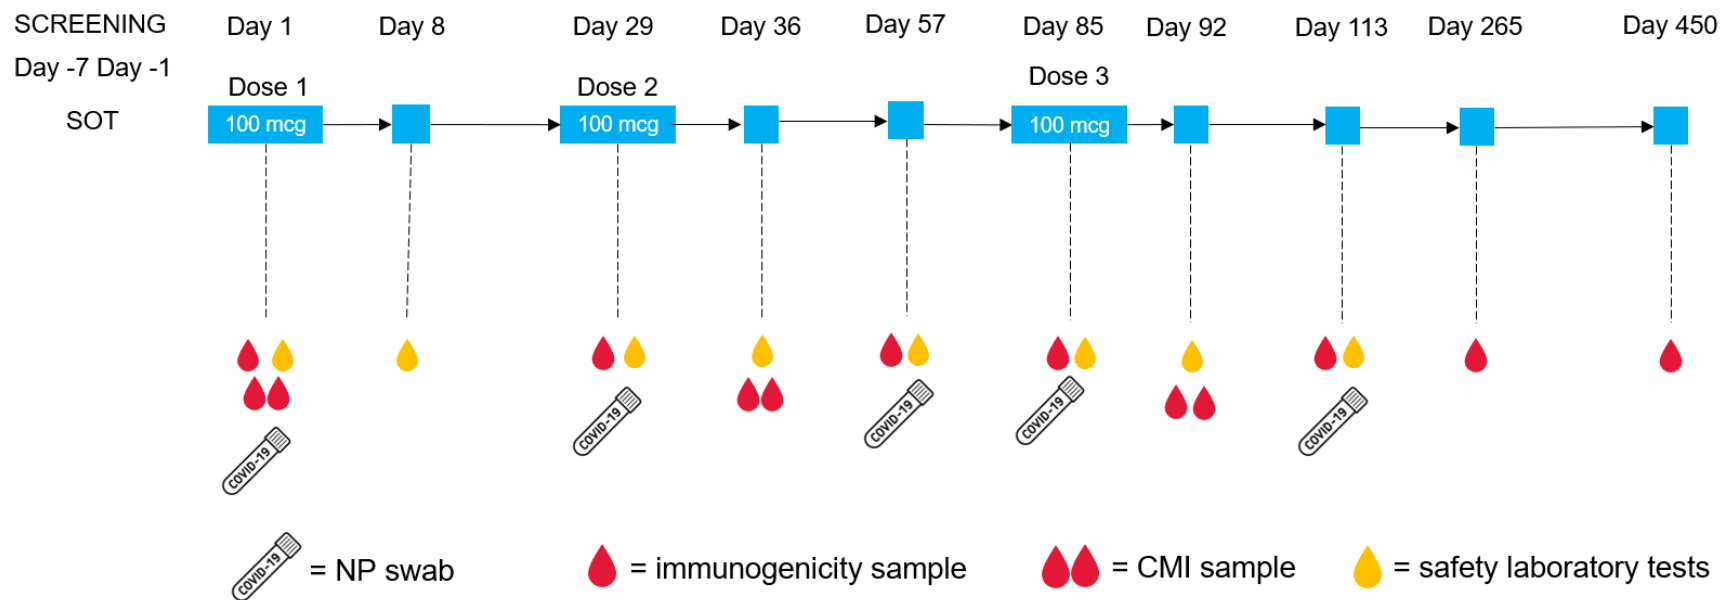 SCREENING Day 1 Day 8 Day 29 Day 36 Day 57 Day 85 Day 92 Day 113 Day 265 Day 450
Day -7 Day -1
Dose 1 Dose 2 Dose 3
SOT 100 mcg 100 mcg 100 mcg
COVID-19 COVID-19 COVID-19 COVID-19
COVID-19
COVID-19 = NP swab = immunogenicity sample = CMI sample = safety laboratory tests